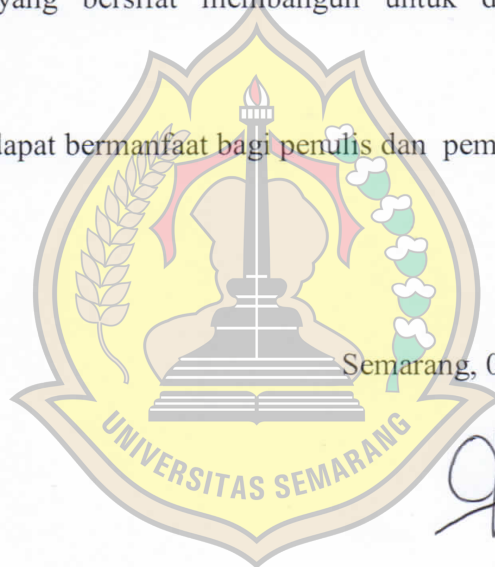 yang bersifat membangun untuk d
dapat bermanfaat bagi penulis dan pem
Semarang, 0
UNIVERSITAS SEMARANG